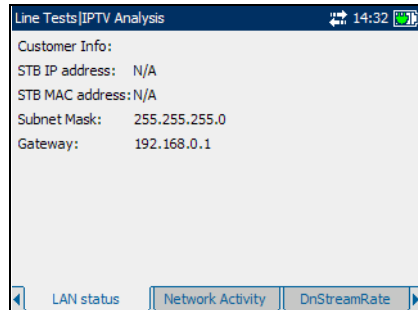 Line Tests|IPTV Analysis 14:32
Customer Info:
STB IP address: N/A
STB MAC address: N/A
Subnet Mask: 255.255.255.0
Gateway: 192.168.0.1
LAN status Network Activity DnStreamRate